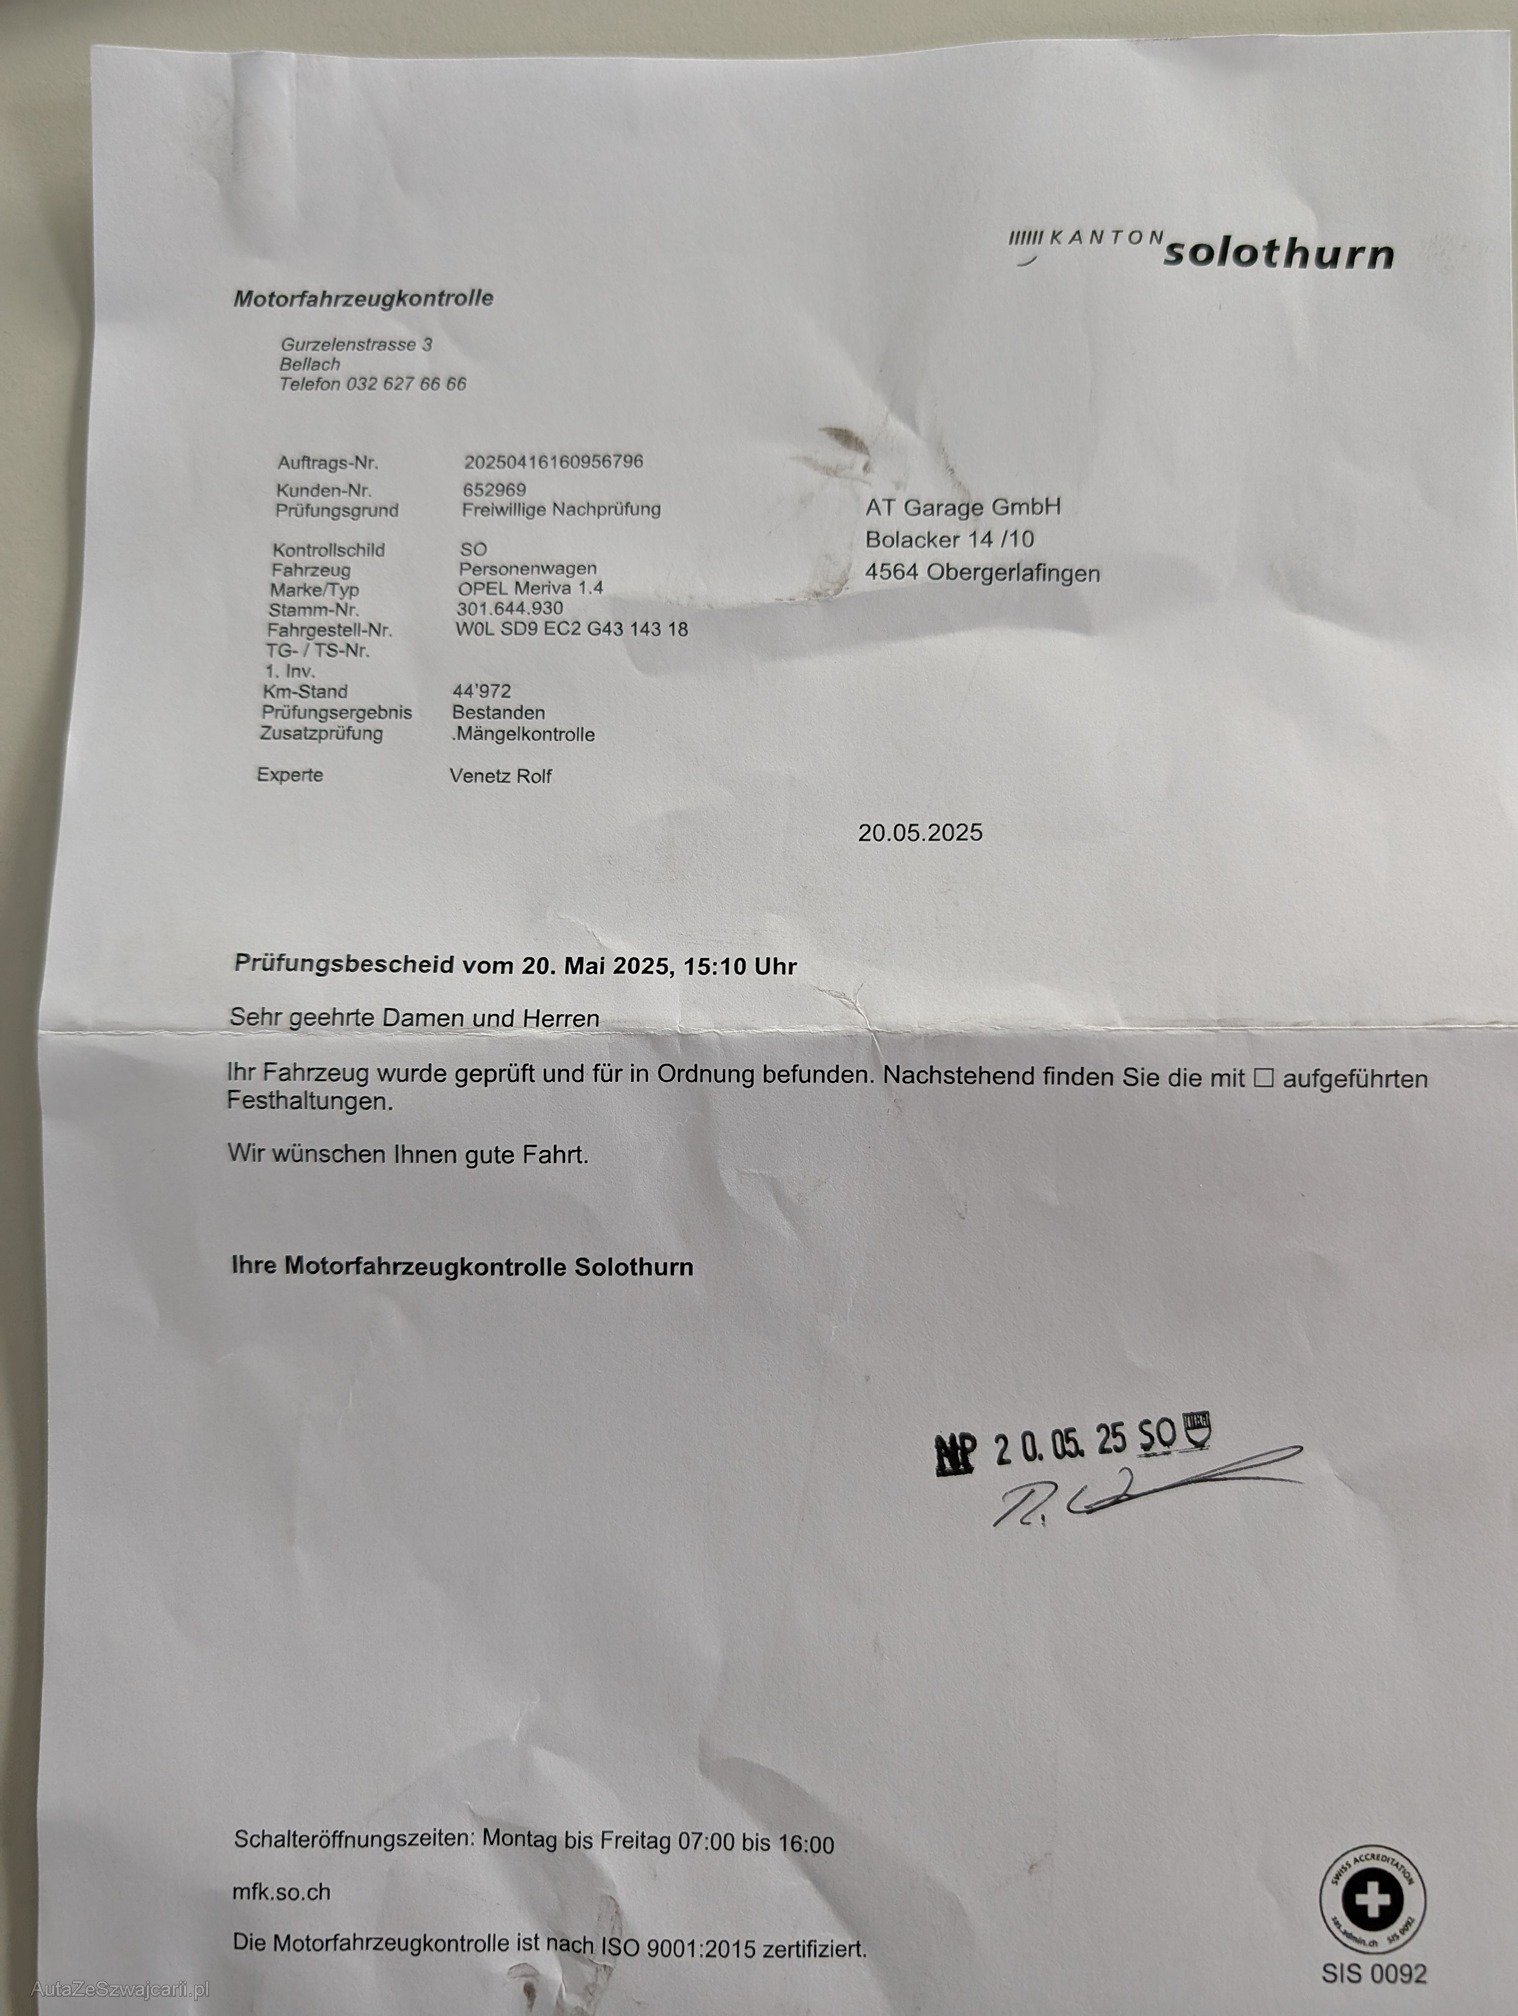 KANTON solothurn
Motorfahrzeugkontrolle
Gurzelenstrasse 3
Bellach
Telefon 032 627 66 66
Auftrags-Nr. 20250416160956796
Kunden-Nr. 652969
Prüfungsgrund Freiwillige Nachprüfung
Kontrollschild SO
Fahrzeug Personenwagen
Marke/Typ OPEL Meriva 1.4
Stamm-Nr. 301.644.930
Fahrgestell-Nr. W0L SD9 EC2 G43 143 18
TG- / TS-Nr.
1. Inv.
Km-Stand 44'972
Prüfungsergebnis Bestanden
Zusatzprüfung .Mängelkontrolle
Experte Venetz Rolf
AT Garage GmbH
Bolacker 14 /10
4564 Obergerlafingen
20.05.2025
Prüfungsbescheid vom 20. Mai 2025, 15:10 Uhr
Sehr geehrte Damen und Herren
Ihr Fahrzeug wurde geprüft und für in Ordnung befunden. Nachstehend finden Sie die mit ☐ aufgeführten
Festhaltungen.
Wir wünschen Ihnen gute Fahrt.
Ihre Motorfahrzeugkontrolle Solothurn
NP 20.05.25 SO
Schalteröffnungszeiten: Montag bis Freitag 07:00 bis 16:00
mfk.so.ch
Die Motorfahrzeugkontrolle ist nach ISO 9001:2015 zertifiziert.
SWISS ACCREDITATION
sas.admin.ch SIS 0092
SIS 0092
AutaZeSzwajcarii.pl